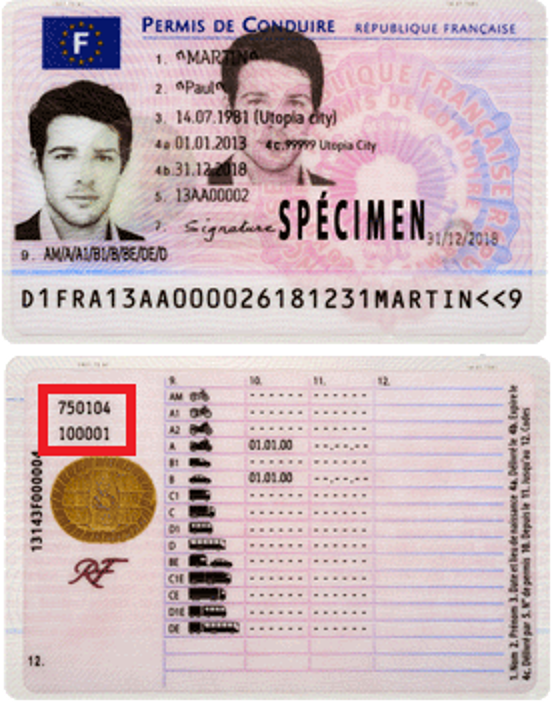 F
PERMIS DE CONDUIRE RÉPUBLIQUE FRANÇAISE
1. ^MARTIN^
2. ^Paul^
3. 14.07.1981 (Utopia city)
4a 01.01.2013 4c.99999 Utopia City
4b.31.12.2018
5. 13AA00002
7. Signature SPÉCIMEN 31/12/2018
9. AM/A/A1/B1/B/BE/DE/D
D1FRA13AA000026181231MARTIN<<9
750104
100001
13143F000004
RF
12.
9. 10. 11. 12.
AM
A1
A2
A 01.01.00
B1
B 01.01.00
C1
C
D1
D
BE
C1E
CE
D1E
DE
1. Nom 2. Prénom 3. Date et lieu de naissance 4a. Délivré le 4b. Expire le
4c. Délivré par 5. N° de permis 10. Depuis le 11. Jusqu'au 12. Codes